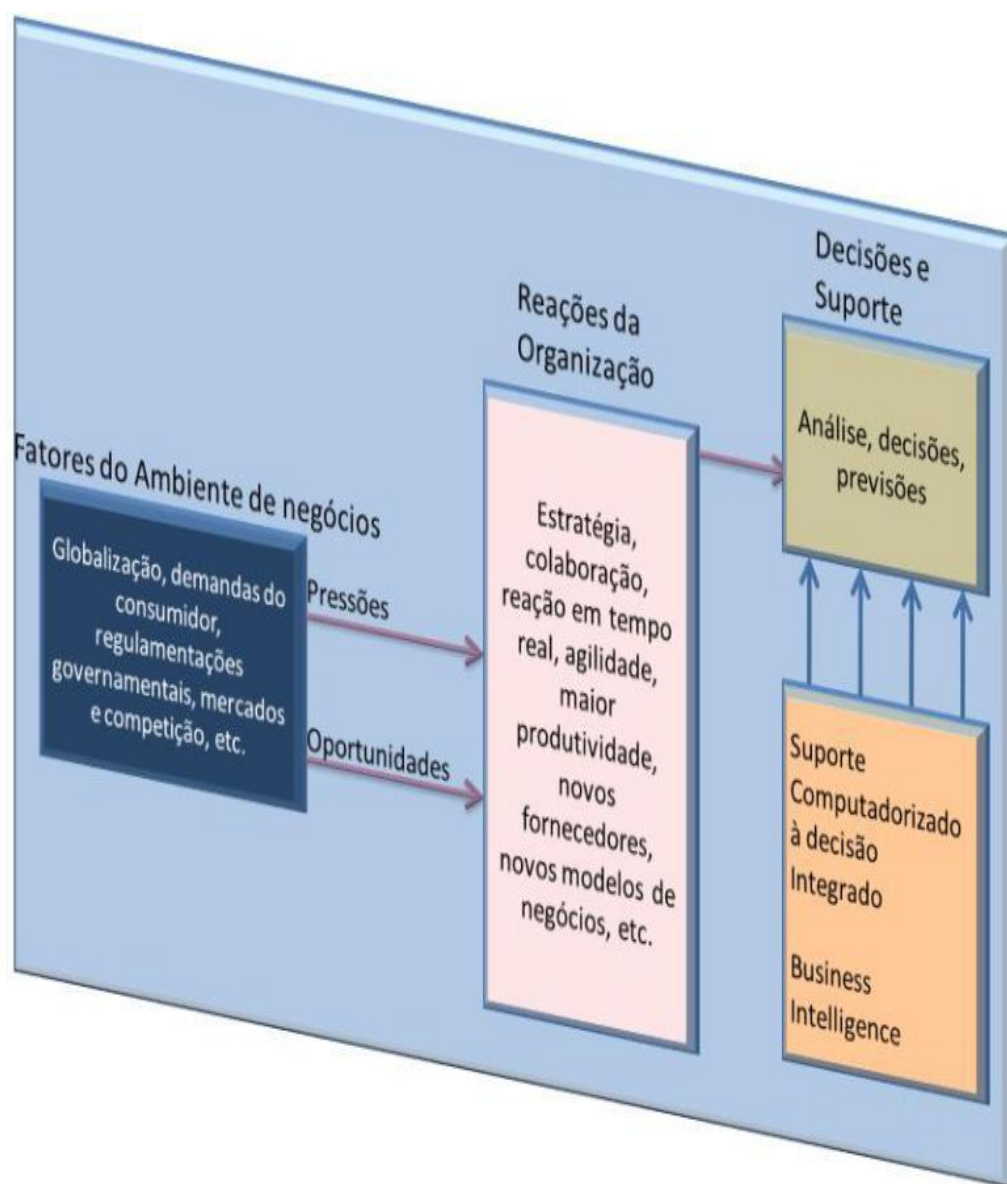 Fatores do Ambiente de negócios
Globalização, demandas do
consumidor,
regulamentações
governamentais, mercados
e competição, etc.
Pressões
Oportunidades
Reações da
Organização
Estratégia,
colaboração,
reação em tempo
real, agilidade,
maior
produtividade,
novos
fornecedores,
novos modelos de
negócios, etc.
Decisões e
Suporte
Análise, decisões,
previsões
Suporte
Computadorizado
à decisão
Integrado
Business
Intelligence